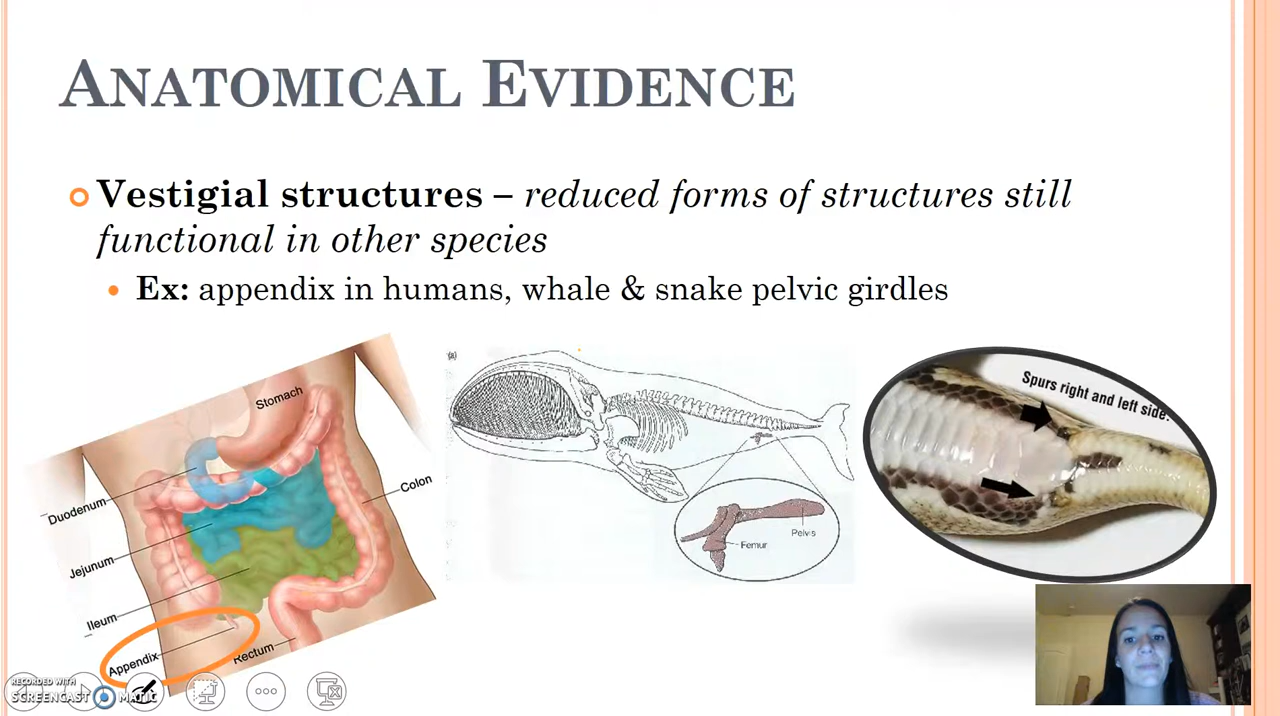 ANATOMICAL EVIDENCE
Vestigial structures – reduced forms of structures still
functional in other species
Ex: appendix in humans, whale & snake pelvic girdles
Stomach
Duodenum
Colon
Jejunum
Ileum
Appendix
Rectum
(a)
Pelvis
Femur
Spurs right and left side.
RECORDED WITH
SCREENCAST MATIC